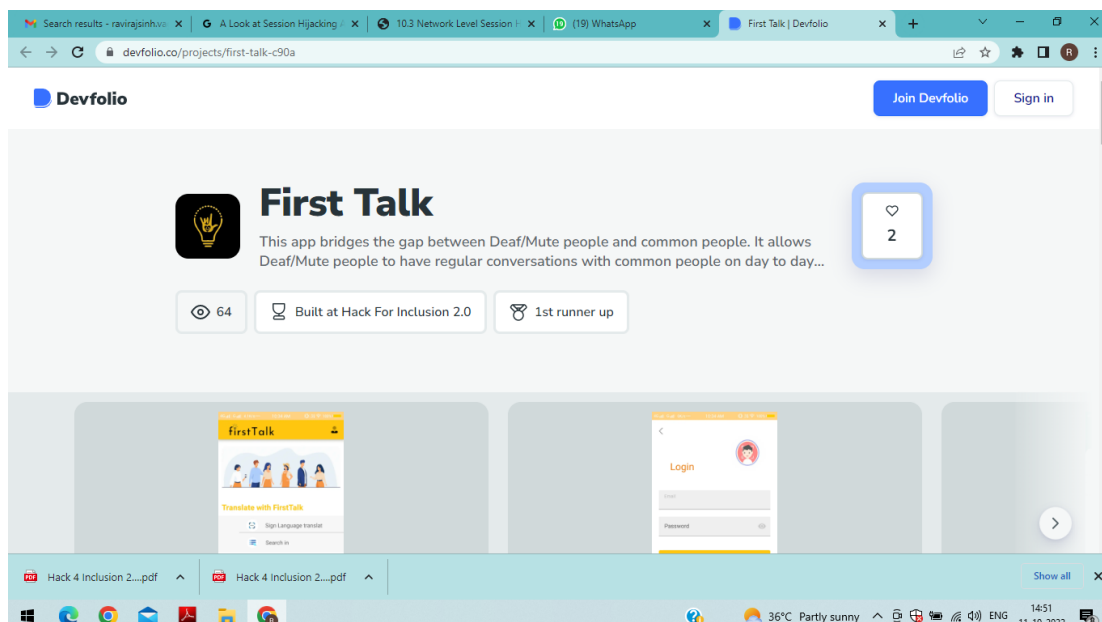 Search results - ravirajsinh.va
A Look at Session Hijacking
10.3 Network Level Session H
(19) WhatsApp
First Talk | Devfolio
devfolio.co/projects/first-talk-c90a
R
Devfolio
Join Devfolio
Sign in
First Talk
This app bridges the gap between Deaf/Mute people and common people. It allows
Deaf/Mute people to have regular conversations with common people on day to day...
2
64
Built at Hack For Inclusion 2.0
1st runner up
firstTalk
Translate with FirstTalk
Sign Language translat
Search in
Login
Email
Password
Hack 4 Inclusion 2....pdf
Hack 4 Inclusion 2....pdf
Show all
36°C Partly sunny
ENG
14:51